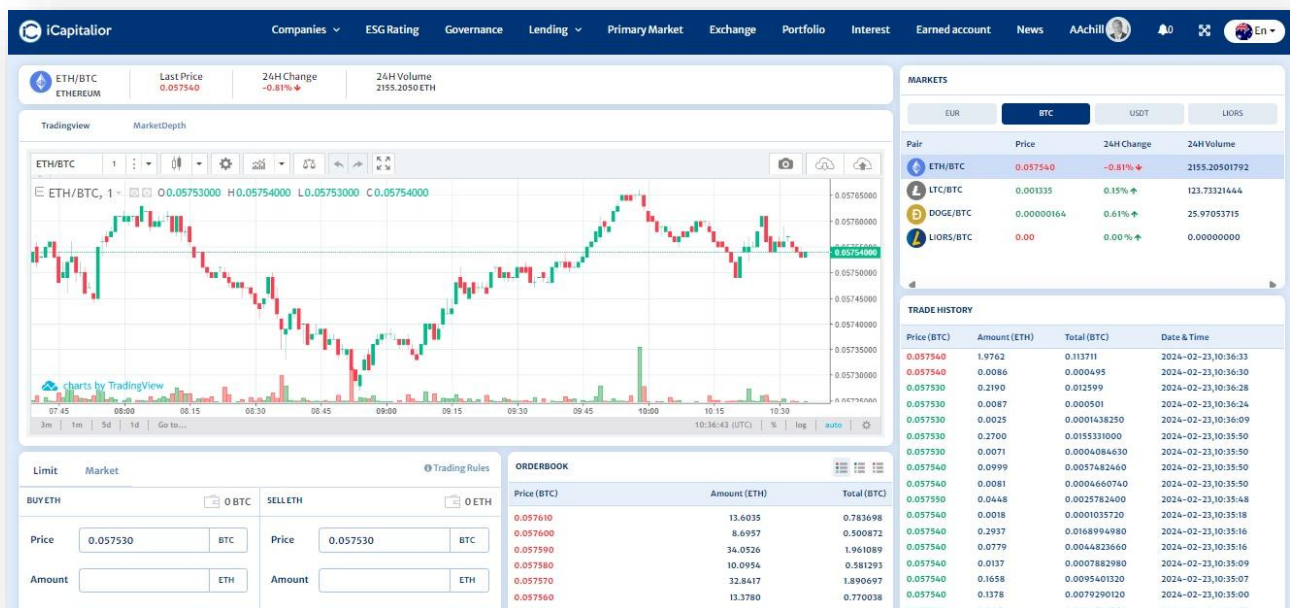 iCapitalior Companies ESG Rating Governance Lending Primary Market Exchange Portfolio Interest Earned account News AAchill 0 En
ETH/BTC
ETHEREUM
Last Price
0.057540
24H Change
-0.81%
24H Volume
2155.2050 ETH
Tradingview MarketDepth
ETH/BTC 1
ETH/BTC, 1 O 0.05753000 H 0.05754000 L 0.05753000 C 0.05754000
0.05765000
0.05760000
0.05755000
0.05754000
0.05750000
0.05745000
0.05740000
0.05735000
0.05730000
0.05725000
charts by TradingView
07:45 08:00 08:15 08:30 08:45 09:00 09:15 09:30 09:45 10:00 10:15 10:30
3m 1m 5d 1d Go to... 10:36:43 (UTC) % log auto
Limit Market Trading Rules
BUY ETH 0 BTC SELL ETH 0 ETH
Price 0.057530 BTC Price 0.057530 BTC
Amount ETH Amount ETH
ORDERBOOK
Price (BTC) Amount (ETH) Total (BTC)
0.057610 13.6035 0.783698
0.057600 8.6957 0.500872
0.057590 34.0526 1.961089
0.057580 10.0954 0.581293
0.057570 32.8417 1.890697
0.057560 13.3780 0.770038
MARKETS
EUR BTC USDT LIORS
Pair Price 24H Change 24H Volume
ETH/BTC 0.057540 -0.81% 2155.20501792
LTC/BTC 0.001335 0.15% 123.73321444
DOGE/BTC 0.00000164 0.61% 25.97053715
LIORS/BTC 0.00 0.00 % 0.00000000
TRADE HISTORY
Price (BTC) Amount (ETH) Total (BTC) Date & Time
0.057540 1.9762 0.113711 2024-02-23,10:36:33
0.057540 0.0086 0.000495 2024-02-23,10:36:30
0.057530 0.2190 0.012599 2024-02-23,10:36:28
0.057530 0.0087 0.000501 2024-02-23,10:36:24
0.057530 0.0025 0.0001438250 2024-02-23,10:36:09
0.057530 0.2700 0.0155331000 2024-02-23,10:35:50
0.057530 0.0071 0.0004084630 2024-02-23,10:35:50
0.057540 0.0999 0.0057482460 2024-02-23,10:35:50
0.057540 0.0081 0.0004660740 2024-02-23,10:35:50
0.057550 0.0448 0.0025782400 2024-02-23,10:35:48
0.057540 0.0018 0.0001035720 2024-02-23,10:35:18
0.057540 0.2937 0.0168994980 2024-02-23,10:35:16
0.057540 0.0779 0.0044823660 2024-02-23,10:35:16
0.057540 0.0137 0.0007882980 2024-02-23,10:35:09
0.057540 0.1658 0.0095401320 2024-02-23,10:35:07
0.057540 0.1378 0.0079290120 2024-02-23,10:35:00